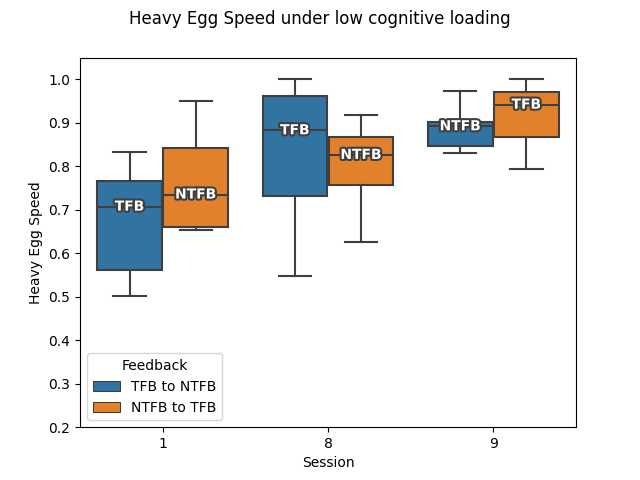 Heavy Egg Speed under low cognitive loading
Heavy Egg Speed
1.0
0.9
0.8
0.7
0.6
0.5
0.4
0.3
0.2
TFB
NTFB
TFB
NTFB
NTFB
TFB
Feedback
TFB to NTFB
NTFB to TFB
1 8 9
Session